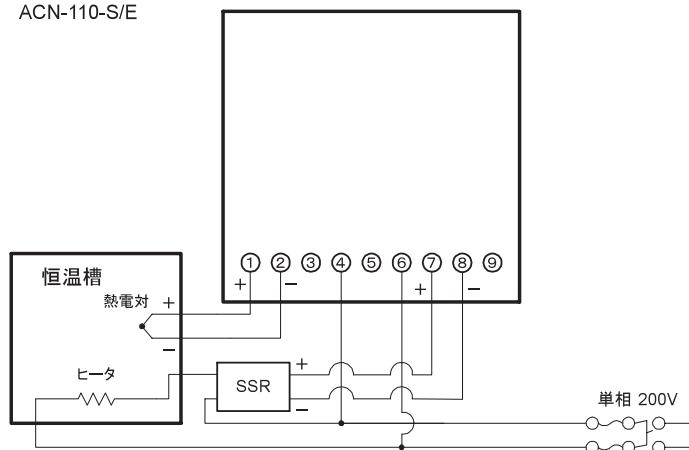 ACN-110-S/E
① ② ③ ④ ⑤ ⑥ ⑦ ⑧ ⑨
+ − + −
恒温槽
熱電対 +
−
ヒータ
SSR
+
−
単相 200V